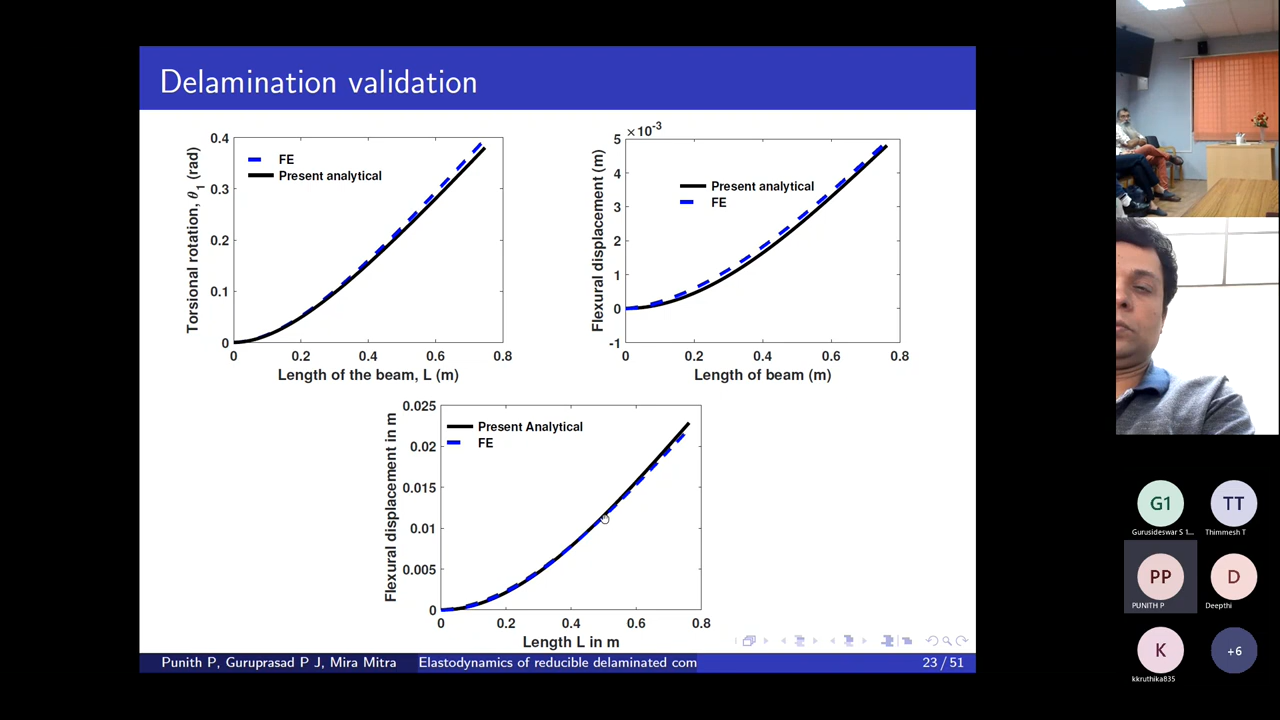 Delamination validation
0.4
0.3
0.2
0.1
0
0 0.2 0.4 0.6 0.8
Torsional rotation, θ1 (rad)
Length of the beam, L (m)
FE
Present analytical
×10-3
5
4
3
2
1
0
-1
0 0.2 0.4 0.6 0.8
Flexural displacement (m)
Length of beam (m)
Present analytical
FE
0.025
0.02
0.015
0.01
0.005
0
0 0.2 0.4 0.6 0.8
Flexural displacement in m
Length L in m
Present Analytical
FE
Punith P, Guruprasad P J, Mira Mitra Elastodynamics of reducible delaminated com 23 / 51
G1 TT
Gurusideswar S 1... Thimmesh T
PP D
PUNITH P Deepthi
K +6
kkruthika835